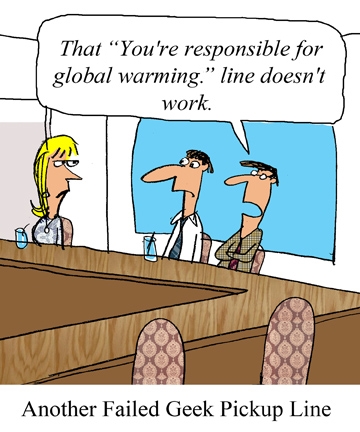 That “You're responsible for
global warming.” line doesn't
work.
Another Failed Geek Pickup Line